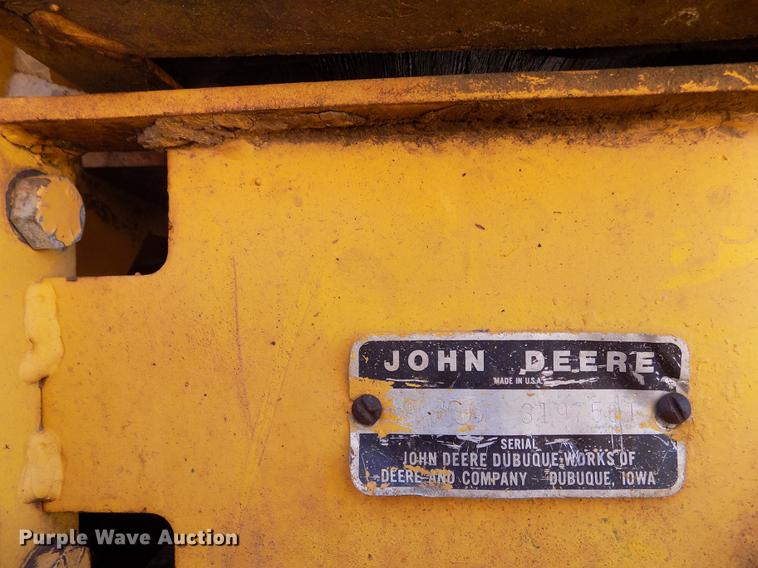 JOHN DEERE
MADE IN U.S.A.
SERIAL
JOHN DEERE DUBUQUE WORKS OF
DEERE AND COMPANY DUBUQUE, IOWA
Purple Wave Auction